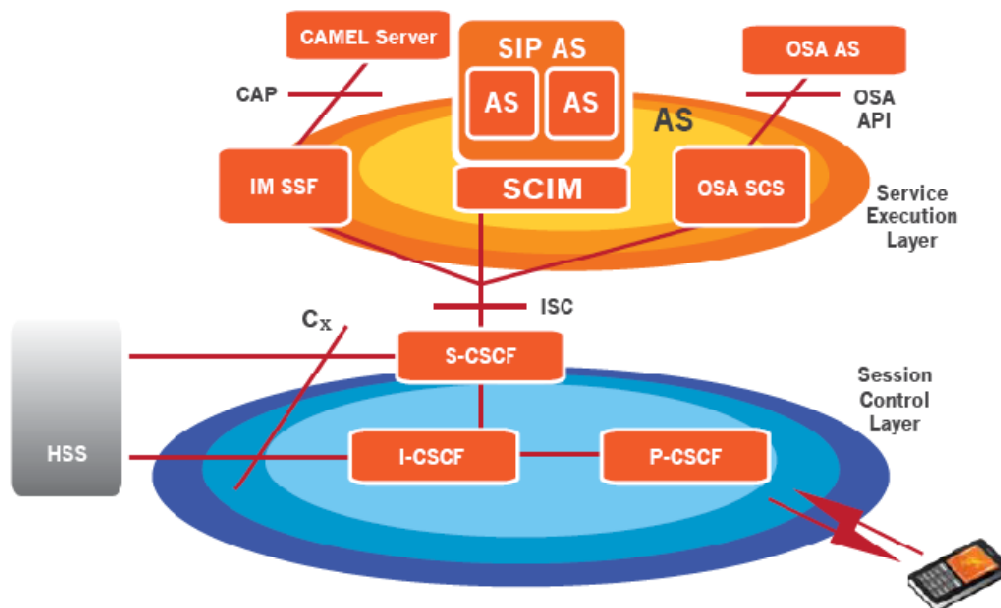 CAMEL Server
SIP AS
OSA AS
CAP
AS
AS
OSA
API
AS
IM SSF
SCIM
OSA SCS
Service
Execution
Layer
ISC
Cx
S-CSCF
Session
Control
Layer
HSS
I-CSCF
P-CSCF